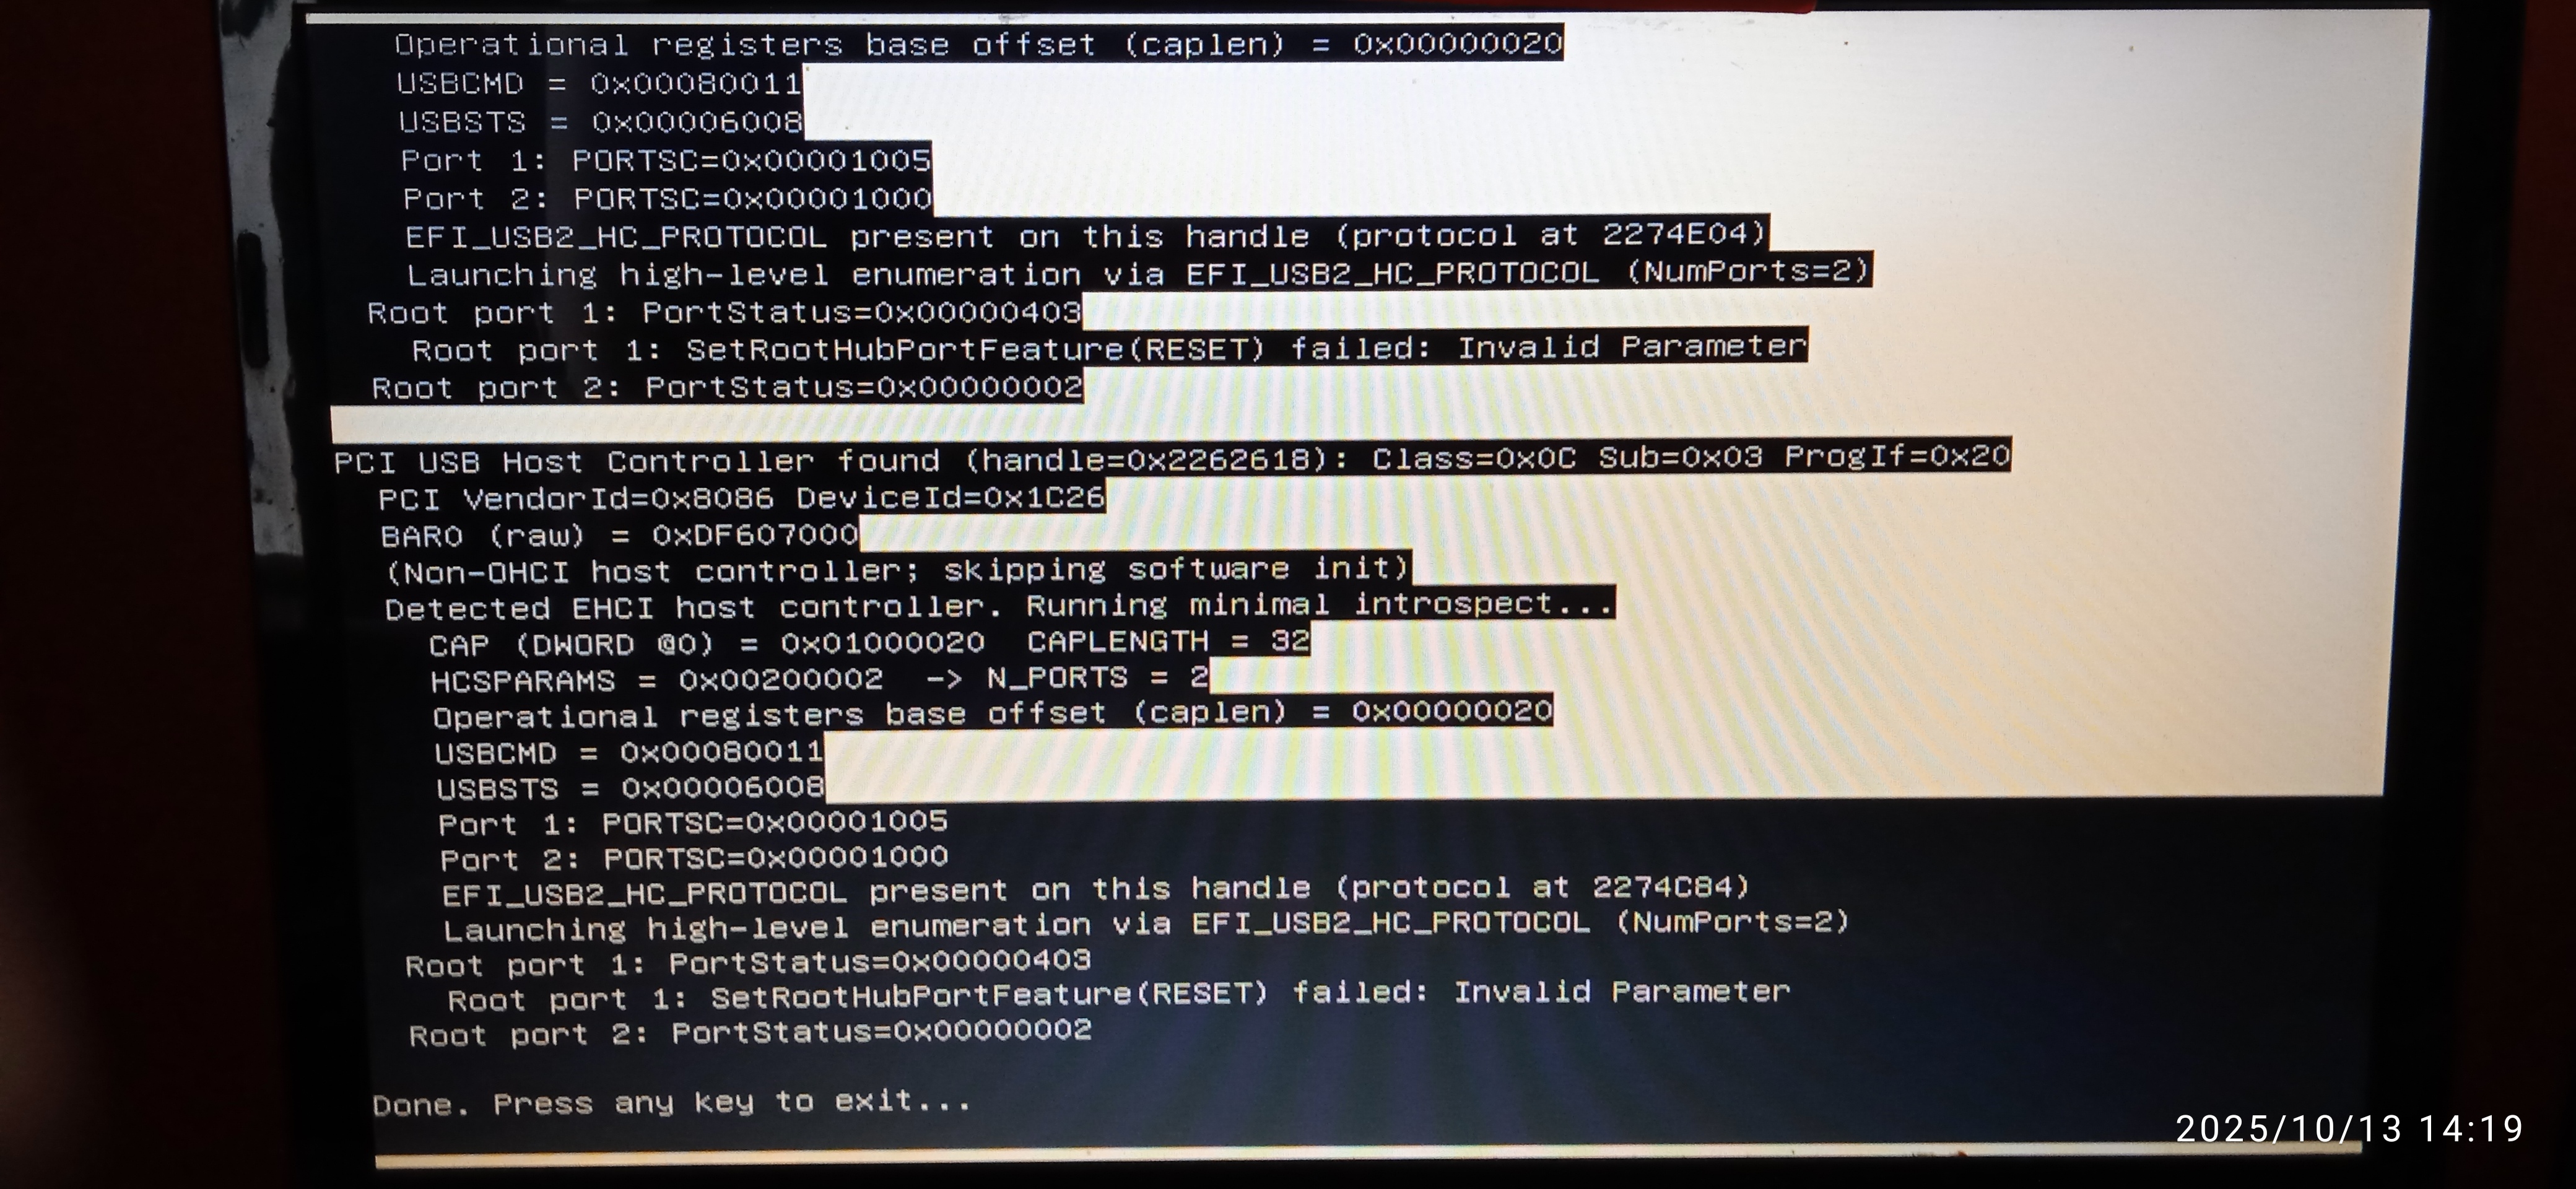 Operational registers base offset (caplen) = 0x00000020
USBCMD = 0x00080011
USBSTS = 0x00006008
Port 1: PORTSC=0x00001005
Port 2: PORTSC=0x00001000
EFI_USB2_HC_PROTOCOL present on this handle (protocol at 2274E04)
Launching high-level enumeration via EFI_USB2_HC_PROTOCOL (NumPorts=2)
Root port 1: PortStatus=0x00000403
Root port 1: SetRootHubPortFeature(RESET) failed: Invalid Parameter
Root port 2: PortStatus=0x00000002
PCI USB Host Controller found (handle=0x2262618): Class=0x0C Sub=0x03 ProgIf=0x20
PCI VendorId=0x8086 DeviceId=0x1C26
BAR0 (raw) = 0xDF607000
(Non-OHCI host controller; skipping software init)
Detected EHCI host controller. Running minimal introspect...
CAP (DWORD @0) = 0x01000020  CAPLENGTH = 32
HCSPARAMS = 0x00200002  -> N_PORTS = 2
Operational registers base offset (caplen) = 0x00000020
USBCMD = 0x00080011
USBSTS = 0x00006008
Port 1: PORTSC=0x00001005
Port 2: PORTSC=0x00001000
EFI_USB2_HC_PROTOCOL present on this handle (protocol at 2274C84)
Launching high-level enumeration via EFI_USB2_HC_PROTOCOL (NumPorts=2)
Root port 1: PortStatus=0x00000403
Root port 1: SetRootHubPortFeature(RESET) failed: Invalid Parameter
Root port 2: PortStatus=0x00000002
Done. Press any key to exit...
2025/10/13 14:19